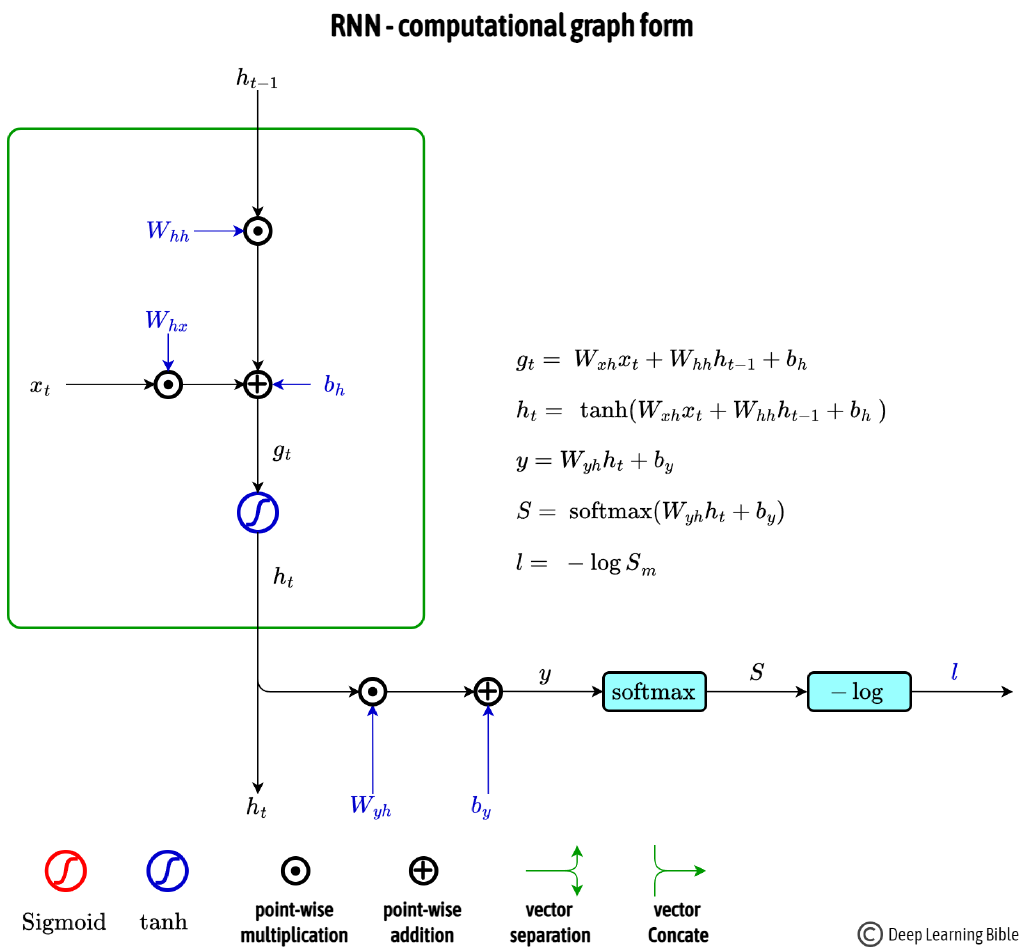 RNN - computational graph form
h_{t-1}
W_{hh}
W_{hx}
x_t
b_h
g_t
h_t
g_t = W_{xh}x_t + W_{hh}h_{t-1} + b_h
h_t = tanh(W_{xh}x_t + W_{hh}h_{t-1} + b_h )
y = W_{yh}h_t + b_y
S = softmax(W_{yh}h_t + b_y)
l = − log S_m
y
softmax
S
− log
l
h_t
W_{yh}
b_y
Sigmoid
tanh
point-wise
multiplication
point-wise
addition
vector
separation
vector
Concate
© Deep Learning Bible